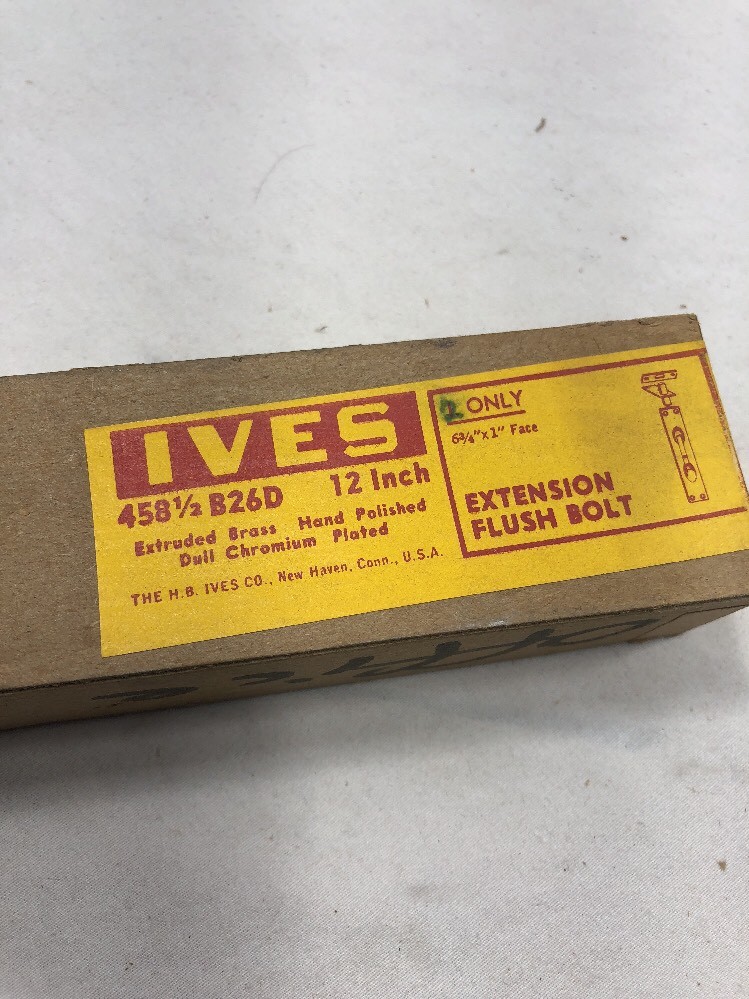 IVES
458½ B26D 12 Inch
Extruded Brass Hand Polished
Dull Chromium Plated
THE H.B. IVES CO., New Haven, Conn., U.S.A.
2 ONLY
6¾"x1" Face
EXTENSION
FLUSH BOLT